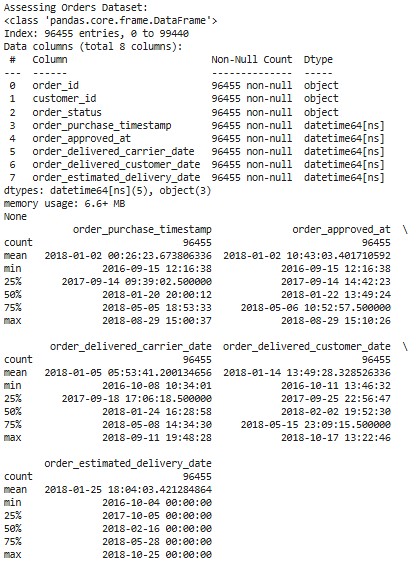 Assessing Orders Dataset:
<class 'pandas.core.frame.DataFrame'>
Index: 96455 entries, 0 to 99440
Data columns (total 8 columns):
 #   Column                         Non-Null Count  Dtype
---  ------                         --------------  -----
 0   order_id                       96455 non-null  object
 1   customer_id                    96455 non-null  object
 2   order_status                   96455 non-null  object
 3   order_purchase_timestamp       96455 non-null  datetime64[ns]
 4   order_approved_at              96455 non-null  datetime64[ns]
 5   order_delivered_carrier_date   96455 non-null  datetime64[ns]
 6   order_delivered_customer_date  96455 non-null  datetime64[ns]
 7   order_estimated_delivery_date  96455 non-null  datetime64[ns]
dtypes: datetime64[ns](5), object(3)
memory usage: 6.6+ MB
None
            order_purchase_timestamp              order_approved_at  \
count                          96455                          96455
mean   2018-01-02 00:26:23.673806336  2018-01-02 10:43:03.401710592
min              2016-09-15 12:16:38            2016-09-15 12:16:38
25%       2017-09-14 09:39:02.500000            2017-09-14 14:42:23
50%              2018-01-20 20:00:12            2018-01-22 13:49:24
75%              2018-05-05 18:53:33     2018-05-06 10:52:57.500000
max              2018-08-29 15:00:37            2018-08-29 15:10:26

        order_delivered_carrier_date  order_delivered_customer_date  \
count                          96455                          96455
mean   2018-01-05 05:53:41.200134656  2018-01-14 13:49:28.328526336
min              2016-10-08 10:34:01            2016-10-11 13:46:32
25%       2017-09-18 17:06:18.500000            2017-09-25 22:56:47
50%              2018-01-24 16:28:58            2018-02-02 19:52:30
75%              2018-05-08 14:34:30     2018-05-15 23:09:15.500000
max              2018-09-11 19:48:28            2018-10-17 13:22:46

       order_estimated_delivery_date
count                          96455
mean   2018-01-25 18:04:03.421284864
min              2016-10-04 00:00:00
25%              2017-10-05 00:00:00
50%              2018-02-16 00:00:00
75%              2018-05-28 00:00:00
max              2018-10-25 00:00:00